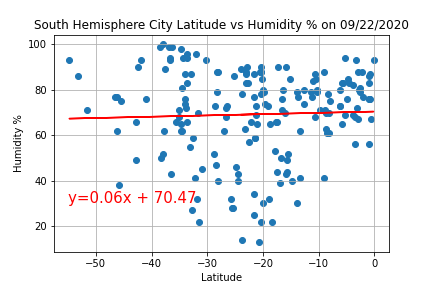 South Hemisphere City Latitude vs Humidity % on 09/22/2020
100
80
60
40
20
Humidity %
y=0.06x + 70.47
−50
−40
−30
−20
−10
0
Latitude